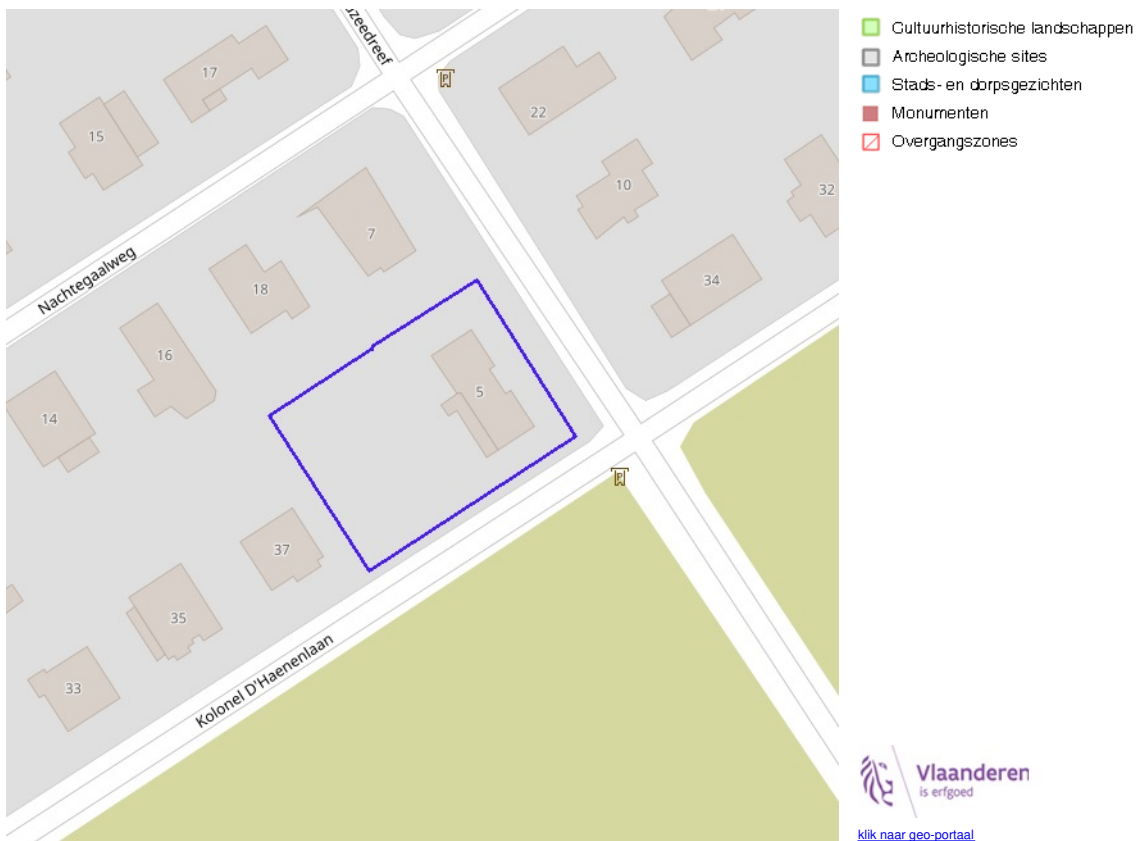 zeedreef
17
15
22
10
32
7
18
34
Nachtegaalweg
16
5
14
37
35
33
Kolonel D'Haenenlaan
P
P
Cultuurhistorische landschappen
Archeologische sites
Stads- en dorpsgezichten
Monumenten
Overgangszones
Vlaanderen
is erfgoed
klik naar geo-portaal